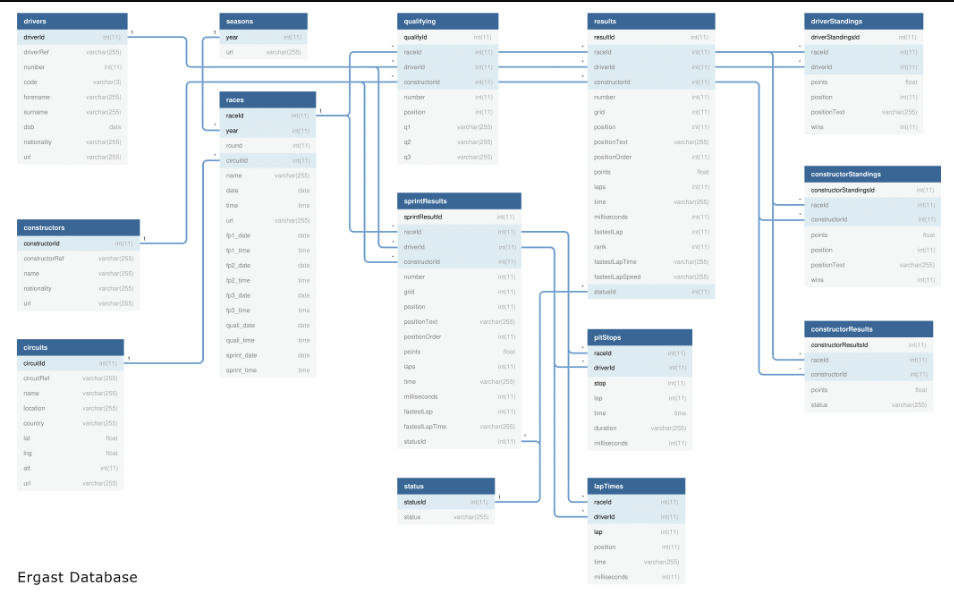 drivers
driverId int(11)
driverRef varchar(255)
number int(11)
code varchar(3)
forename varchar(255)
surname varchar(255)
dob date
nationality varchar(255)
url varchar(255)
constructors
constructorId int(11)
constructorRef varchar(255)
name varchar(255)
nationality varchar(255)
url varchar(255)
circuits
circuitId int(11)
circuitRef varchar(255)
name varchar(255)
location varchar(255)
country varchar(255)
lat float
lng float
alt int(11)
url varchar(255)
seasons
year int(11)
url varchar(255)
races
raceId int(11)
year int(11)
round int(11)
circuitId int(11)
name varchar(255)
date date
time time
url varchar(255)
fp1_date date
fp1_time time
fp2_date date
fp2_time time
fp3_date date
fp3_time time
quali_date date
quali_time time
sprint_date date
sprint_time time
qualifying
qualifyId int(11)
raceId int(11)
driverId int(11)
constructorId int(11)
number int(11)
position int(11)
q1 varchar(255)
q2 varchar(255)
q3 varchar(255)
sprintResults
sprintResultId int(11)
raceId int(11)
driverId int(11)
constructorId int(11)
number int(11)
grid int(11)
position int(11)
positionText varchar(255)
positionOrder int(11)
points float
laps int(11)
time varchar(255)
milliseconds int(11)
fastestLap int(11)
fastestLapTime varchar(255)
statusId int(11)
status
statusId int(11)
status varchar(255)
results
resultId int(11)
raceId int(11)
driverId int(11)
constructorId int(11)
number int(11)
grid int(11)
position int(11)
positionText varchar(255)
positionOrder int(11)
points float
laps int(11)
time varchar(255)
milliseconds int(11)
fastestLap int(11)
rank int(11)
fastestLapTime varchar(255)
fastestLapSpeed varchar(255)
statusId int(11)
pitStops
raceId int(11)
driverId int(11)
stop int(11)
lap int(11)
time time
duration varchar(255)
milliseconds int(11)
lapTimes
raceId int(11)
driverId int(11)
lap int(11)
position int(11)
time varchar(255)
milliseconds int(11)
driverStandings
driverStandingsId int(11)
raceId int(11)
driverId int(11)
points float
position int(11)
positionText varchar(255)
wins int(11)
constructorStandings
constructorStandingsId int(11)
raceId int(11)
constructorId int(11)
points float
position int(11)
positionText varchar(255)
wins int(11)
constructorResults
constructorResultsId int(11)
raceId int(11)
constructorId int(11)
points float
status varchar(255)
Ergast Database